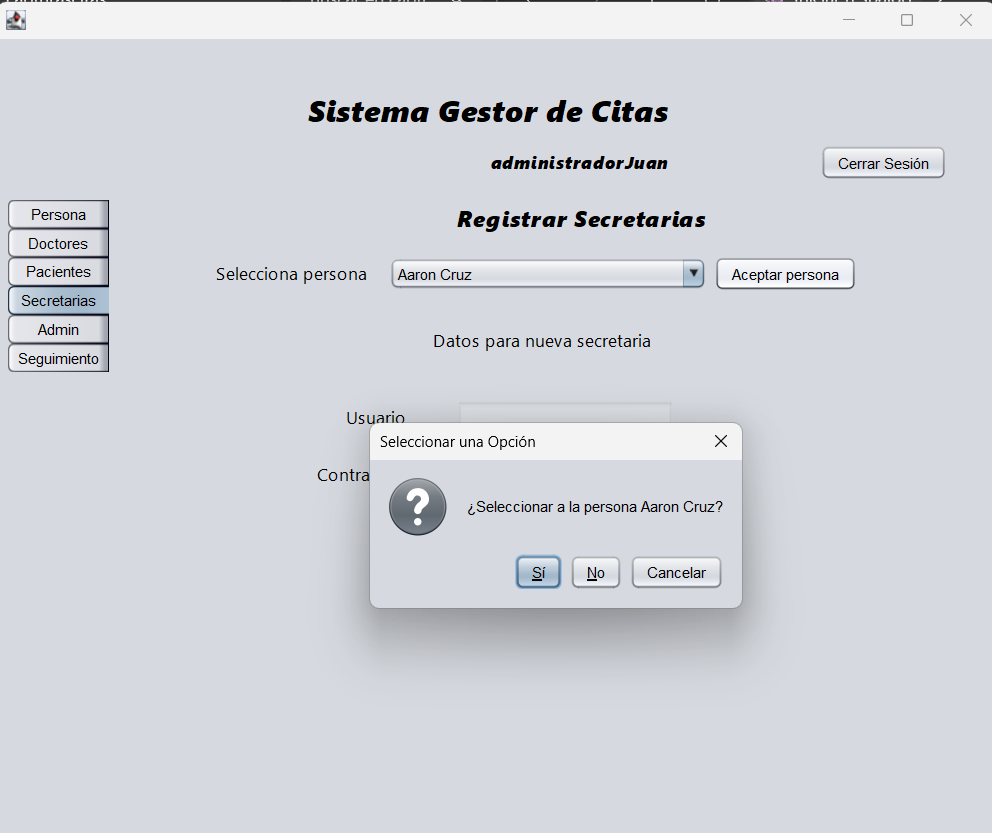 Sistema Gestor de Citas
administradorJuan
Cerrar Sesión
Registrar Secretarias
Persona
Doctores
Pacientes
Secretarias
Admin
Seguimiento
Selecciona persona
Aaron Cruz
Aceptar persona
Datos para nueva secretaria
Usuario
Contra
Seleccionar una Opción
¿Seleccionar a la persona Aaron Cruz?
Sí
No
Cancelar